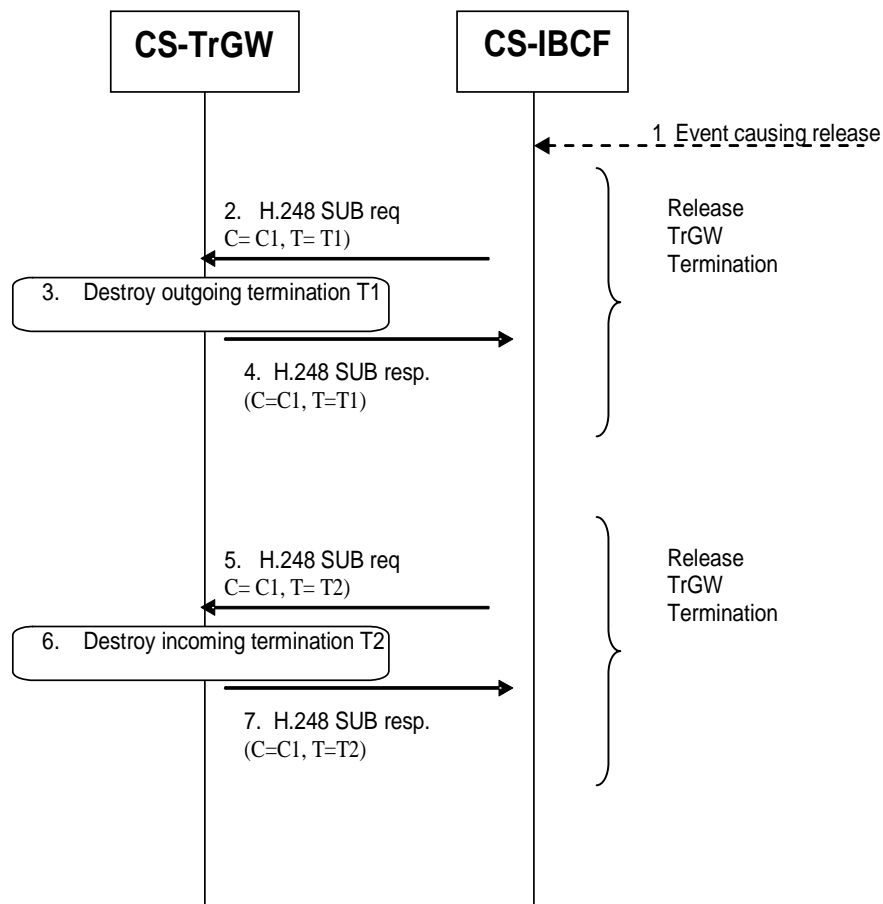 CS-TrGW
CS-IBCF
1 Event causing release
2. H.248 SUB req
C= C1, T= T1)
Release
TrGW
Termination
3. Destroy outgoing termination T1
4. H.248 SUB resp.
(C=C1, T=T1)
5. H.248 SUB req
C= C1, T= T2)
Release
TrGW
Termination
6. Destroy incoming termination T2
7. H.248 SUB resp.
(C=C1, T=T2)